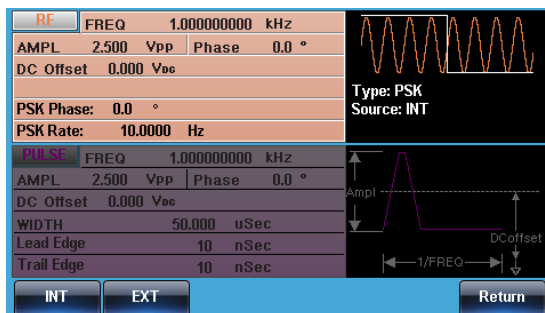 RF FREQ 1.000000000 kHz
AMPL 2.500 Vpp Phase 0.0 °
DC Offset 0.000 VDC
PSK Phase: 0.0 °
PSK Rate: 10.0000 Hz
Type: PSK
Source: INT
PULSE FREQ 1.000000000 kHz
AMPL 2.500 Vpp Phase 0.0 °
DC Offset 0.000 VDC
WIDTH 50.000 uSec
Lead Edge 10 nSec
Trail Edge 10 nSec
Ampl
DCoffset
1/FREQ
INT EXT Return